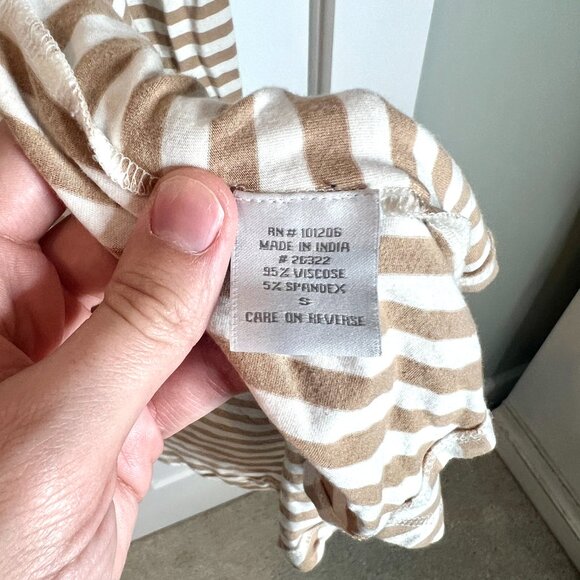 RN# 101206
MADE IN INDIA
# 26322
95% VISCOSE
5% SPANDEX
S
CARE ON REVERSE